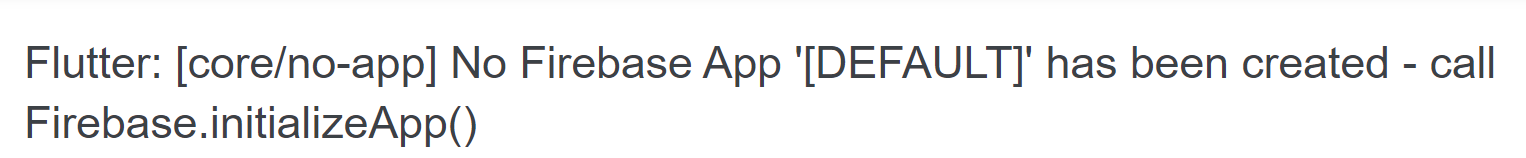 Flutter: [core/no-app] No Firebase App '[DEFAULT]' has been created - call
Firebase.initializeApp()